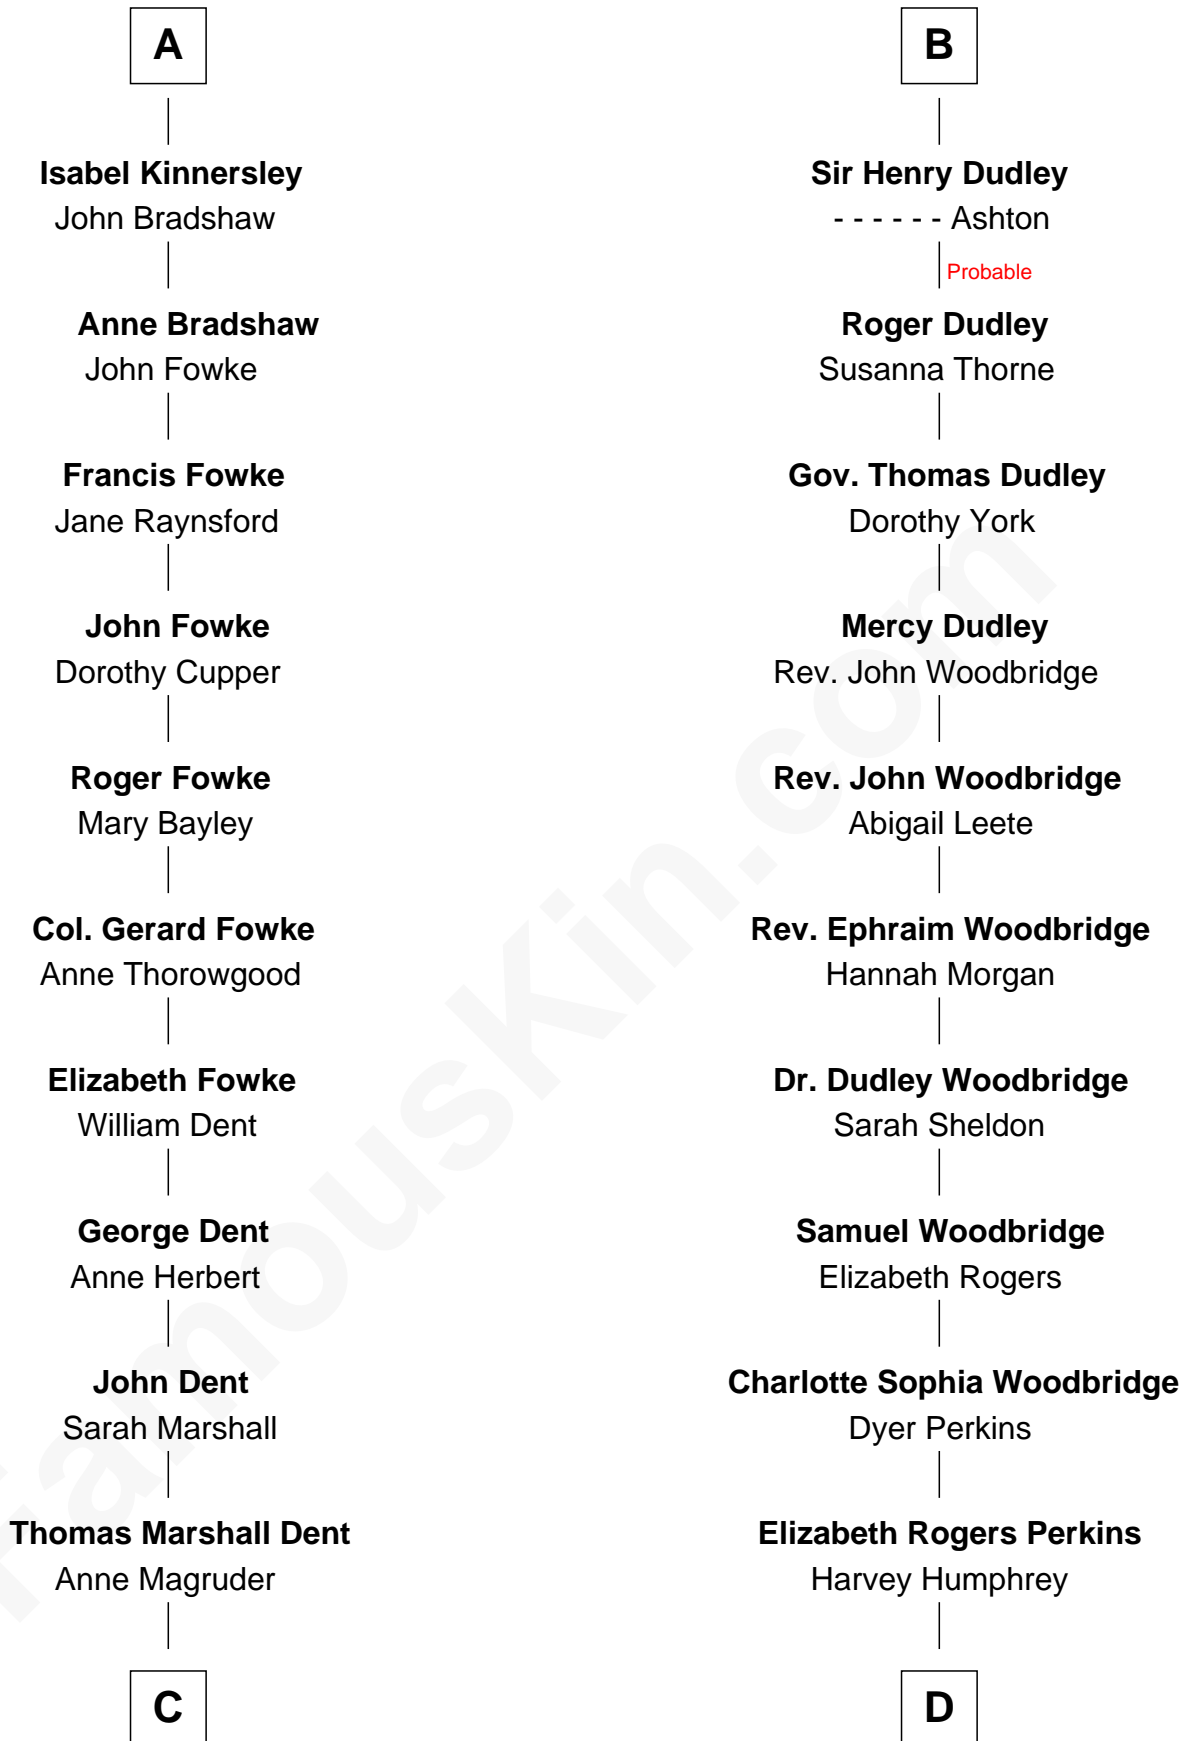 A
Isabel Kinnersley
John Bradshaw
Anne Bradshaw
John Fowke
Francis Fowke
Jane Raynsford
John Fowke
Dorothy Cupper
Roger Fowke
Mary Bayley
Col. Gerard Fowke
Anne Thorowgood
Elizabeth Fowke
William Dent
George Dent
Anne Herbert
John Dent
Sarah Marshall
Thomas Marshall Dent
Anne Magruder
C
B
Sir Henry Dudley
- - - - - - Ashton
Probable
Roger Dudley
Susanna Thorne
Gov. Thomas Dudley
Dorothy York
Mercy Dudley
Rev. John Woodbridge
Rev. John Woodbridge
Abigail Leete
Rev. Ephraim Woodbridge
Hannah Morgan
Dr. Dudley Woodbridge
Sarah Sheldon
Samuel Woodbridge
Elizabeth Rogers
Charlotte Sophia Woodbridge
Dyer Perkins
Elizabeth Rogers Perkins
Harvey Humphrey
D
FamousKin.com